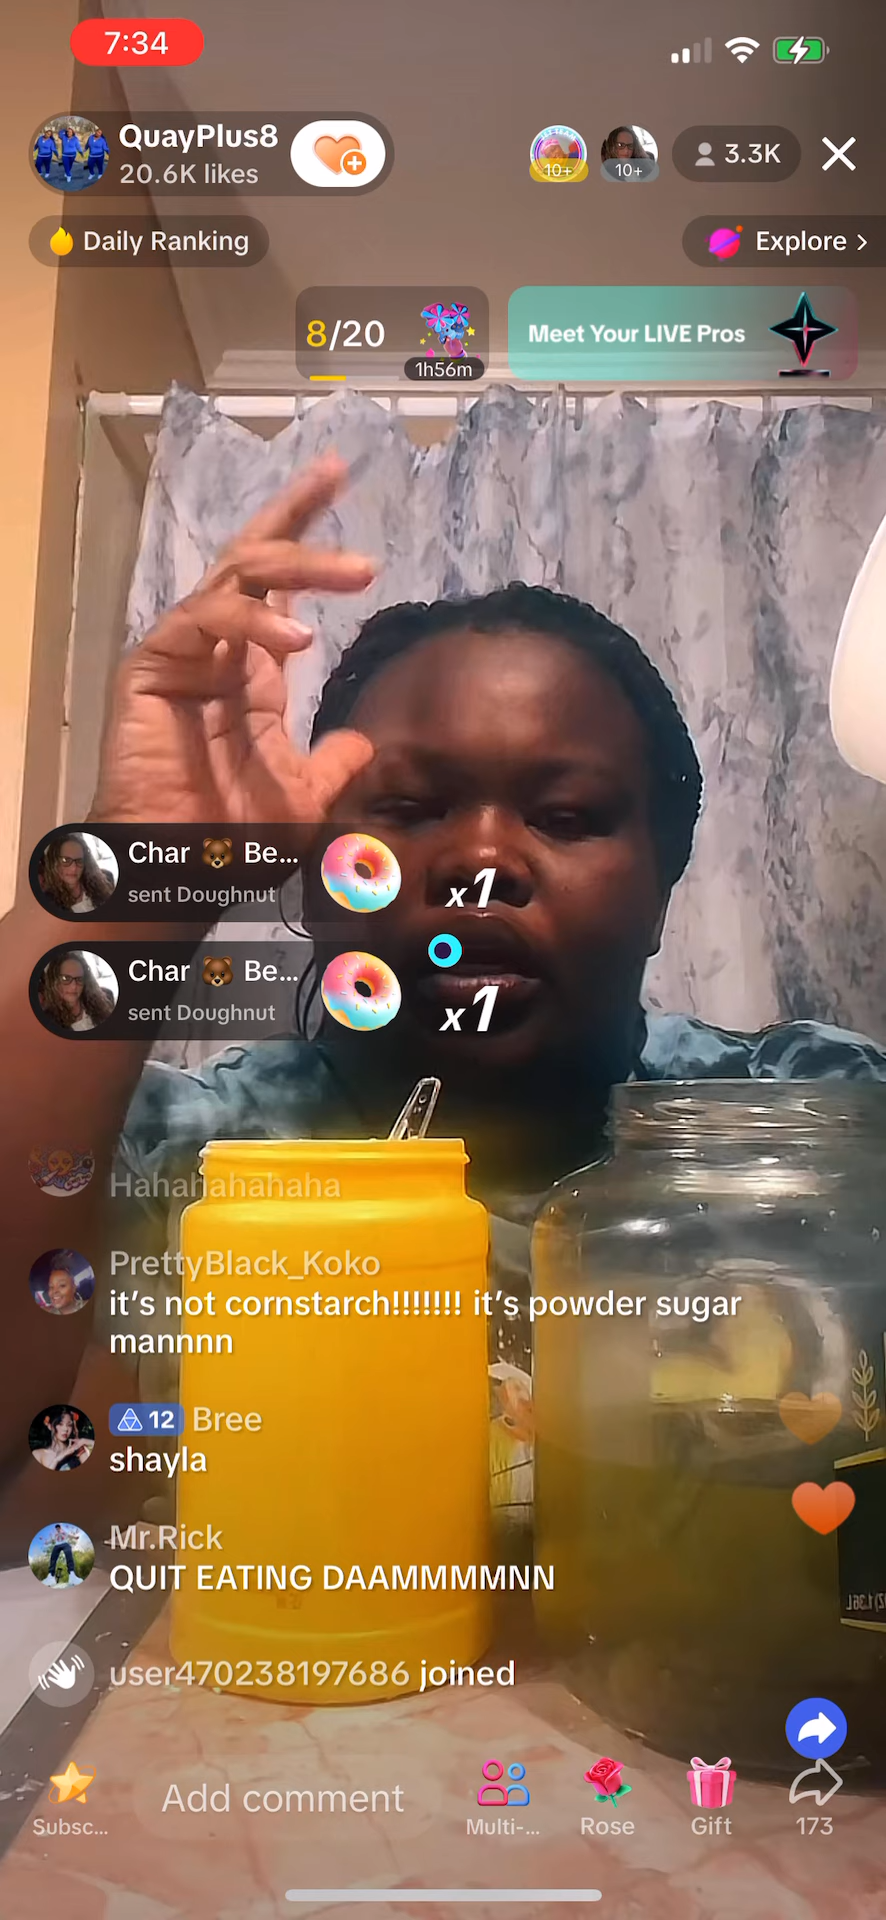 7:34
QuayPlus8
20.6K likes
10+
10+
3.3K
Daily Ranking
Explore >
8/20
1h56m
Meet Your LIVE Pros
Char 🐻 Be...
sent Doughnut
x1
Char 🐻 Be...
sent Doughnut
x1
Hahahahahaha
PrettyBlack_Koko
it's not cornstarch!!!!!!! it's powder sugar
mannnn
12 Bree
shayla
Mr.Rick
QUIT EATING DAAMMMMNN
user470238197686 joined
Add comment
Subsc...
Multi-...
Rose
Gift
173